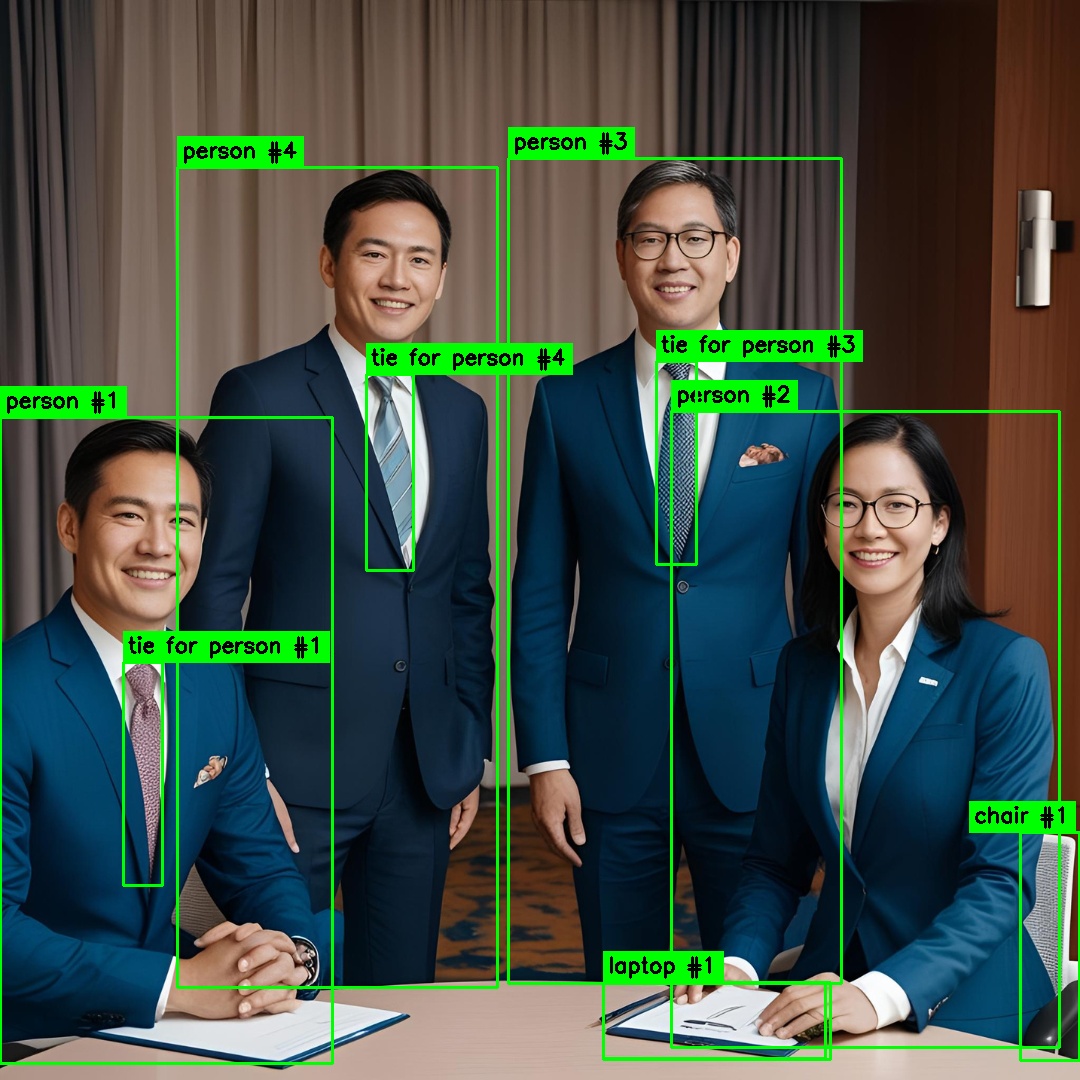 person #4
person #3
tie for person #4
tie for person #3
person #1
person #2
tie for person #1
chair #1
laptop #1